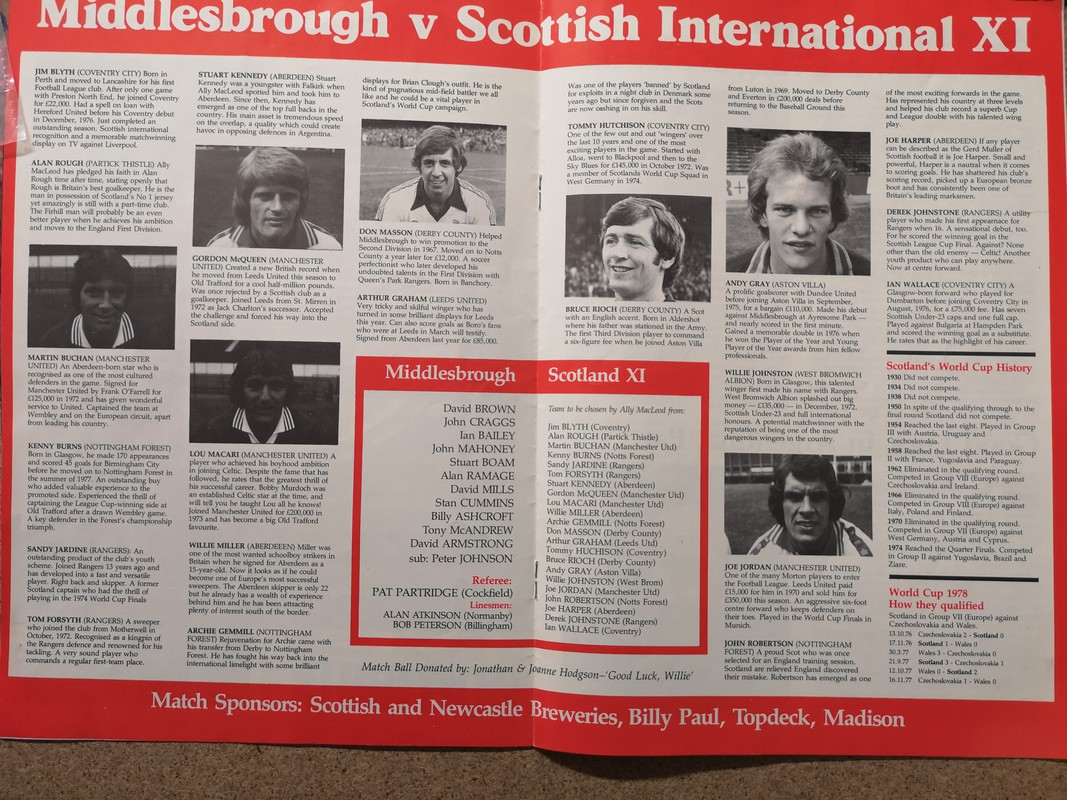 Middlesbrough v Scottish International XI
JIM BLYTH (COVENTRY CITY) Born in
Perth and moved to Lancashire for his first
Football League club. After only one game
with Preston North End, he joined Coventry
for £22,000. Had a spell on loan with
Hereford United before his Coventry debut
in December, 1976. Just completed an
outstanding season. Scottish international
recognition and a memorable matchwinning
display on TV against Liverpool.
ALAN ROUGH (PARTICK THISTLE) Ally
MacLeod has pledged his faith in Alan
Rough time after time, stating openly that
Rough is Britain's best goalkeeper. He is the
man in possession of Scotland's No 1 jersey
yet amazingly is still with a part-time club.
The Firhill man will probably be an even
better player when he achieves his ambition
and moves to the England First Division.
MARTIN BUCHAN (MANCHESTER
UNITED) An Aberdeen-born star who is
recognised as one of the most cultured
defenders in the game. Signed for
Manchester United by Frank O'Farrell for
£125,000 in 1972 and has given wonderful
service to United. Captained the team at
Wembley and on the European circuit, apart
from leading his country.
KENNY BURNS (NOTTINGHAM FOREST)
Born in Glasgow, he made 170 appearances
and scored 45 goals for Birmingham City
before he moved on to Nottingham Forest in
the summer of 1977. An outstanding buy
who added valuable experience to the
promoted side. Experienced the thrill of
captaining the League Cup-winning side at
Old Trafford after a drawn Wembley game.
A key defender in the Forest's championship
triumph.
SANDY JARDINE (RANGERS): An
outstanding product of the club's youth
scheme. Joined Rangers 13 years ago and
has developed into a fast and versatile
player. Right back and skipper. A former
Scotland captain who had the thrill of
playing in the 1974 World Cup Finals
TOM FORSYTH (RANGERS) A sweeper
who joined the club from Motherwell in
October, 1972. Recognised as a kingpin of
the Rangers defence and renowned for his
tackling. A very sound player who
commands a regular first-team place.
STUART KENNEDY (ABERDEEN) Stuart
Kennedy was a youngster with Falkirk when
Ally MacLeod spotted him and took him to
Aberdeen. Since then, Kennedy has
emerged as one of the top full backs in the
country. His main asset is tremendous speed
on the overlap, a quality which could create
havoc in opposing defences in Argentina.
GORDON McQUEEN (MANCHESTER
UNITED) Created a new British record when
he moved from Leeds United this season to
Old Trafford for a cool half-million pounds.
Was once rejected by a Scottish club as a
goalkeeper. Joined Leeds from St. Mirren in
1972 as Jack Charlton's successor. Accepted
the challenge and forced his way into the
Scotland side.
LOU MACARI (MANCHESTER UNITED) A
player who achieved his boyhood ambition
in joining Celtic. Despite the fame that has
followed, he rates that the greatest thrill of
his successful career. Bobby Murdoch was
an established Celtic star at the time, and
will tell you he taught Lou all he knows!
Joined Manchester United for £200,000 in
1973 and has become a big Old Trafford
favourite.
WILLIE MILLER (ABERDEEEN) Miller was
one of the most wanted schoolboy strikers in
Britain when he signed for Aberdeen as a
15-year-old. Now it looks as if he could
become one of Europe's most successful
sweepers. The Aberdeen skipper is only 22
but he already has a wealth of experience
behind him and he has been attracting
plenty of interest south of the border.
ARCHIE GEMMILL (NOTTINGHAM
FOREST) Rejuvenation for Archie came with
his transfer from Derby to Nottingham
Forest. He has fought his way back into the
international limelight with some brilliant
displays for Brian Clough's outfit. He is the
kind of pugnatious mid-field battler we all
like and he could be a vital player in
Scotland's World Cup campaign.
DON MASSON (DERBY COUNTY) Helped
Middlesbrough to win promotion to the
Second Division in 1967. Moved on to Notts
County a year later for £12,000. A soccer
perfectionist who later developed his
undoubted talents in the First Division with
Queen's Park Rangers. Born in Banchory.
ARTHUR GRAHAM (LEEDS UNITED)
Very tricky and skilful winger who has
turned in some brilliant displays for Leeds
this year. Can also score goals as Boro's fans
who were at Leeds in March will testify.
Signed from Aberdeen last year for £85,000.
Middlesbrough
David BROWN
John CRAGGS
Ian BAILEY
John MAHONEY
Stuart BOAM
Alan RAMAGE
David MILLS
Stan CUMMINS
Billy ASHCROFT
Tony McANDREW
David ARMSTRONG
sub: Peter JOHNSON
Referee:
PAT PARTRIDGE (Cockfield)
Linesmen:
ALAN ATKINSON (Normanby)
BOB PETERSON (Billingham)
Was one of the players 'banned' by Scotland
for exploits in a night club in Denmark some
years ago but since forgiven and the Scots
are now cashing in on his skill.
TOMMY HUTCHISON (COVENTRY CITY)
One of the few out and out 'wingers' over
the last 10 years and one of the most
exciting players in the game. Started with
Alloa, went to Blackpool and then to the
Sky Blues for £145,000 in October 1972. Was
a member of Scotlands World Cup Squad in
West Germany in 1974.
BRUCE RIOCH (DERBY COUNTY) A Scot
with an English accent. Born in Aldershot
where his father was stationed in the Army.
The first Third Division player to command
a six-figure fee when he joined Aston Villa
Scotland XI
Team to be chosen by Ally MacLeod from:
Jim BLYTH (Coventry)
Alan ROUGH (Partick Thistle)
Martin BUCHAN (Manchester Utd)
Kenny BURNS (Notts Forest)
Sandy JARDINE (Rangers)
Tom FORSYTH (Rangers)
Stuart KENNEDY (Aberdeen)
Gordon McQUEEN (Manchester Utd)
Lou MACARI (Manchester Utd)
Willie MILLER (Aberdeen)
Archie GEMMILL (Notts Forest)
Don MASSON (Derby County)
Arthur GRAHAM (Leeds Utd)
Tommy HUCHISON (Coventry)
Bruce RIOCH (Derby County)
Andy GRAY (Aston Villa)
Willie JOHNSTON (West Brom)
Joe JORDAN (Manchester Utd)
John ROBERTSON (Notts Forest)
Joe HARPER (Aberdeen)
Derek JOHNSTONE (Rangers)
Ian WALLACE (Coventry)
from Luton in 1969. Moved to Derby County
and Everton in £200,000 deals before
returning to the Baseball Ground this
season.
ANDY GRAY (ASTON VILLA)
A prolific goalscorer with Dundee United
before joining Aston Villa in September,
1975, for a bargain £110,000. Made his debut
against Middlesbrough at Ayresome Park —
and nearly scored in the first minute.
Gained a memorable double in 1976 when
he won the Player of the Year and Young
Player of the Year awards from him fellow
professionals.
WILLIE JOHNSTON (WEST BROMWICH
ALBION) Born in Glasgow, this talented
winger first made his name with Rangers.
West Bromwich Albion splashed out big
money — £135,000 — in December, 1972.
Scottish Under-23 and full international
honours. A potential matchwinner with the
reputation of being one of the most
dangerous wingers in the country.
JOE JORDAN (MANCHESTER UNITED)
One of the many Morton players to enter
the Football League. Leeds United paid
£15,000 for him in 1970 and sold him for
£350,000 this season. An aggressive six-foot
centre forward who keeps defenders on
their toes. Played in the World Cup Finals in
Munich.
JOHN ROBERTSON (NOTTINGHAM
FOREST) A proud Scot who was once
selected for an England training session.
Scotland are relieved England discovered
their mistake. Robertson has emerged as one
of the most exciting forwards in the game.
Has represented his country at three levels
and helped his club record a superb Cup
and League double with his talented wing
play.
JOE HARPER (ABERDEEN) If any player
can be described as the Gerd Muller of
Scottish football it is Joe Harper. Small and
powerful, Harper is a nautral when it comes
to scoring goals. He has shattered his club's
scoring record, picked up a European bronze
boot and has consistently been one of
Britain's leading marksmen.
DEREK JOHNSTONE (RANGERS) A utility
player who made his first appearnace for
Rangers when 16. A sensational debut, too.
For he scored the winning goal in the
Scottish League Cup Final. Against? None
other than the old enemy — Celtic! Another
youth product who can play anywhere.
Now at centre forward.
IAN WALLACE (COVENTRY CITY) A
Glasgow-born forward who played for
Dumbarton before joining Coventry City in
August, 1976, for a £75,000 fee. Has seven
Scottish Under-23 caps and one full cap.
Played against Bulgaria at Hampden Park
and scored the winning goal as a substitute.
He rates that as the highlight of his career.
Scotland's World Cup History
1930 Did not compete.
1934 Did not compete.
1938 Did not compete.
1950 In spite of the qualifying through to the
final round Scotland did not compete.
1954 Reached the last eight. Played in Group
III with Austria, Uruguay and
Czechoslovakia.
1958 Reached the last eight. Played in Group
II with France, Yugoslavia and Paraguay.
1962 Eliminated in the qualifying round.
Competed in Group VIII (Europe) against
Czechoslovakia and Ireland.
1966 Eliminated in the qualifying round.
Competed in Group VIII (Europe) against
Italy, Poland and Finland.
1970 Eliminated in the qualifying round.
Competed in Group VII (Europe) against
West Germany, Austria and Cyprus.
1974 Reached the Quarter Finals. Competed
in Group II against Yugoslavia, Brazil and
Ziare.
World Cup 1978
How they qualified
Scotland in Group VII (Europe) against
Czechoslovakia and Wales.
13.10.76 Czechoslovakia 2 - Scotland 0
17.11.76 Scotland 1 - Wales 0
30.3.77 Wales 3 - Czechoslovakia 0
21.9.77 Scotland 3 - Czechoslovakia 1
12.10.77 Wales 0 - Scotland 2
16.11.77 Czechoslovakia 1 - Wales 0
Match Ball Donated by: Jonathan & Joanne Hodgson–'Good Luck, Willie'
Match Sponsors: Scottish and Newcastle Breweries, Billy Paul, Topdeck, Madison